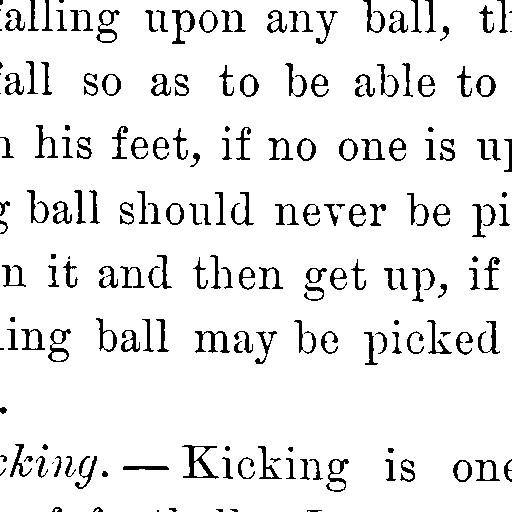 falling upon any ball, th
fall so as to be able to
n his feet, if no one is up
g ball should never be pi
n it and then get up, if
ling ball may be picked
.
cking. — Kicking is one